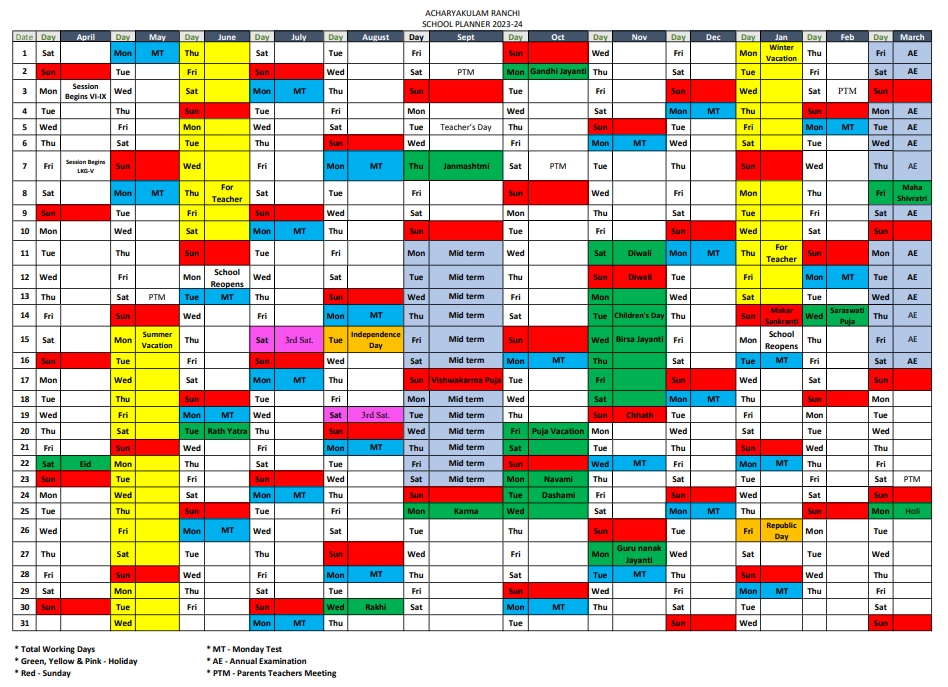 ACHARYAKULAM RANCHI
SCHOOL PLANNER 2023-24
Date Day April Day May Day June Day July Day August Day Sept Day Oct Day Nov Day Dec Day Jan Day Feb Day March
1 Sat Mon MT Thu Sat Tue Fri Sun Wed Fri Mon Winter Vacation Thu Fri AE
2 Sun Tue Fri Sun Wed Sat PTM Mon Gandhi Jayanti Thu Sat Tue Fri Sat AE
3 Mon Session Begins VI-IX Wed Sat Mon MT Thu Sun Tue Fri Sun Wed Sat PTM Sun
4 Tue Thu Sun Tue Fri Mon Wed Sat Mon MT Thu Sun Mon AE
5 Wed Fri Mon Wed Sat Tue Teacher's Day Thu Sun Tue Fri Mon MT Tue AE
6 Thu Sat Tue Thu Sun Wed Fri Mon MT Wed Sat Tue Wed AE
7 Fri Session Begins LKG-V Sun Wed Fri Mon MT Thu Janmashtmi Sat PTM Tue Thu Sun Wed Thu AE
8 Sat Mon MT Thu For Teacher Sat Tue Fri Sun Wed Fri Mon Thu Fri Maha Shivratri
9 Sun Tue Fri Sun Wed Sat Mon Thu Sat Tue Fri Sat AE
10 Mon Wed Sat Mon MT Thu Sun Tue Fri Sun Wed Sat Sun
11 Tue Thu Sun Tue Fri Mon Mid term Wed Sat Diwali Mon MT Thu For Teacher Sun Mon AE
12 Wed Fri Mon School Reopens Wed Sat Tue Mid term Thu Sun Diwali Tue Fri Mon MT Tue AE
13 Thu Sat PTM Tue MT Thu Sun Wed Mid term Fri Mon Wed Sat Tue Wed AE
14 Fri Sun Wed Fri Mon MT Thu Mid term Sat Tue Children's Day Thu Sun Makar Sankranti Wed Saraswati Puja Thu AE
15 Sat Mon Summer Vacation Thu Sat 3rd Sat. Tue Independence Day Fri Mid term Sun Wed Birsa Jayanti Fri Mon School Reopens Thu Fri AE
16 Sun Tue Fri Sun Wed Sat Mid term Mon MT Thu Sat Tue MT Fri Sat AE
17 Mon Wed Sat Mon MT Thu Sun Vishwakarma Puja Tue Fri Sun Wed Sat Sun
18 Tue Thu Sun Tue Fri Mon Mid term Wed Sat Mon MT Thu Sun Mon
19 Wed Fri Mon MT Wed Sat 3rd Sat. Tue Mid term Thu Sun Chhath Tue Fri Mon Tue
20 Thu Sat Tue Rath Yatra Thu Sun Wed Mid term Fri Puja Vacation Mon Wed Sat Tue Wed
21 Fri Sun Wed Fri Mon MT Thu Mid term Sat Tue Thu Sun Wed Thu
22 Sat Eid Mon Thu Sat Tue Fri Mid term Sun Wed MT Fri Mon MT Thu Fri
23 Sun Tue Fri Sun Wed Sat Mid term Mon Navami Thu Sat Tue Fri Sat PTM
24 Mon Wed Sat Mon MT Thu Sun Tue Dashami Fri Sun Wed Sat Sun
25 Tue Thu Sun Tue Fri Mon Karma Wed Sat Mon MT Thu Sun Mon Holi
26 Wed Fri Mon MT Wed Sat Tue Thu Sun Tue Fri Republic Day Mon Tue
27 Thu Sat Tue Thu Sun Wed Fri Mon Guru nanak Jayanti Wed Sat Tue Wed
28 Fri Sun Wed Fri Mon MT Thu Sat Tue MT Thu Sun Wed Thu
29 Sat Mon Thu Sat Tue Fri Sun Wed Fri Mon MT Thu Fri
30 Sun Tue Fri Sun Wed Rakhi Sat Mon MT Thu Sat Tue Sat
31 Wed Mon MT Thu Tue Sun Wed Sun
* Total Working Days * MT - Monday Test
* Green, Yellow & Pink - Holiday * AE - Annual Examination
* Red - Sunday * PTM - Parents Teachers Meeting